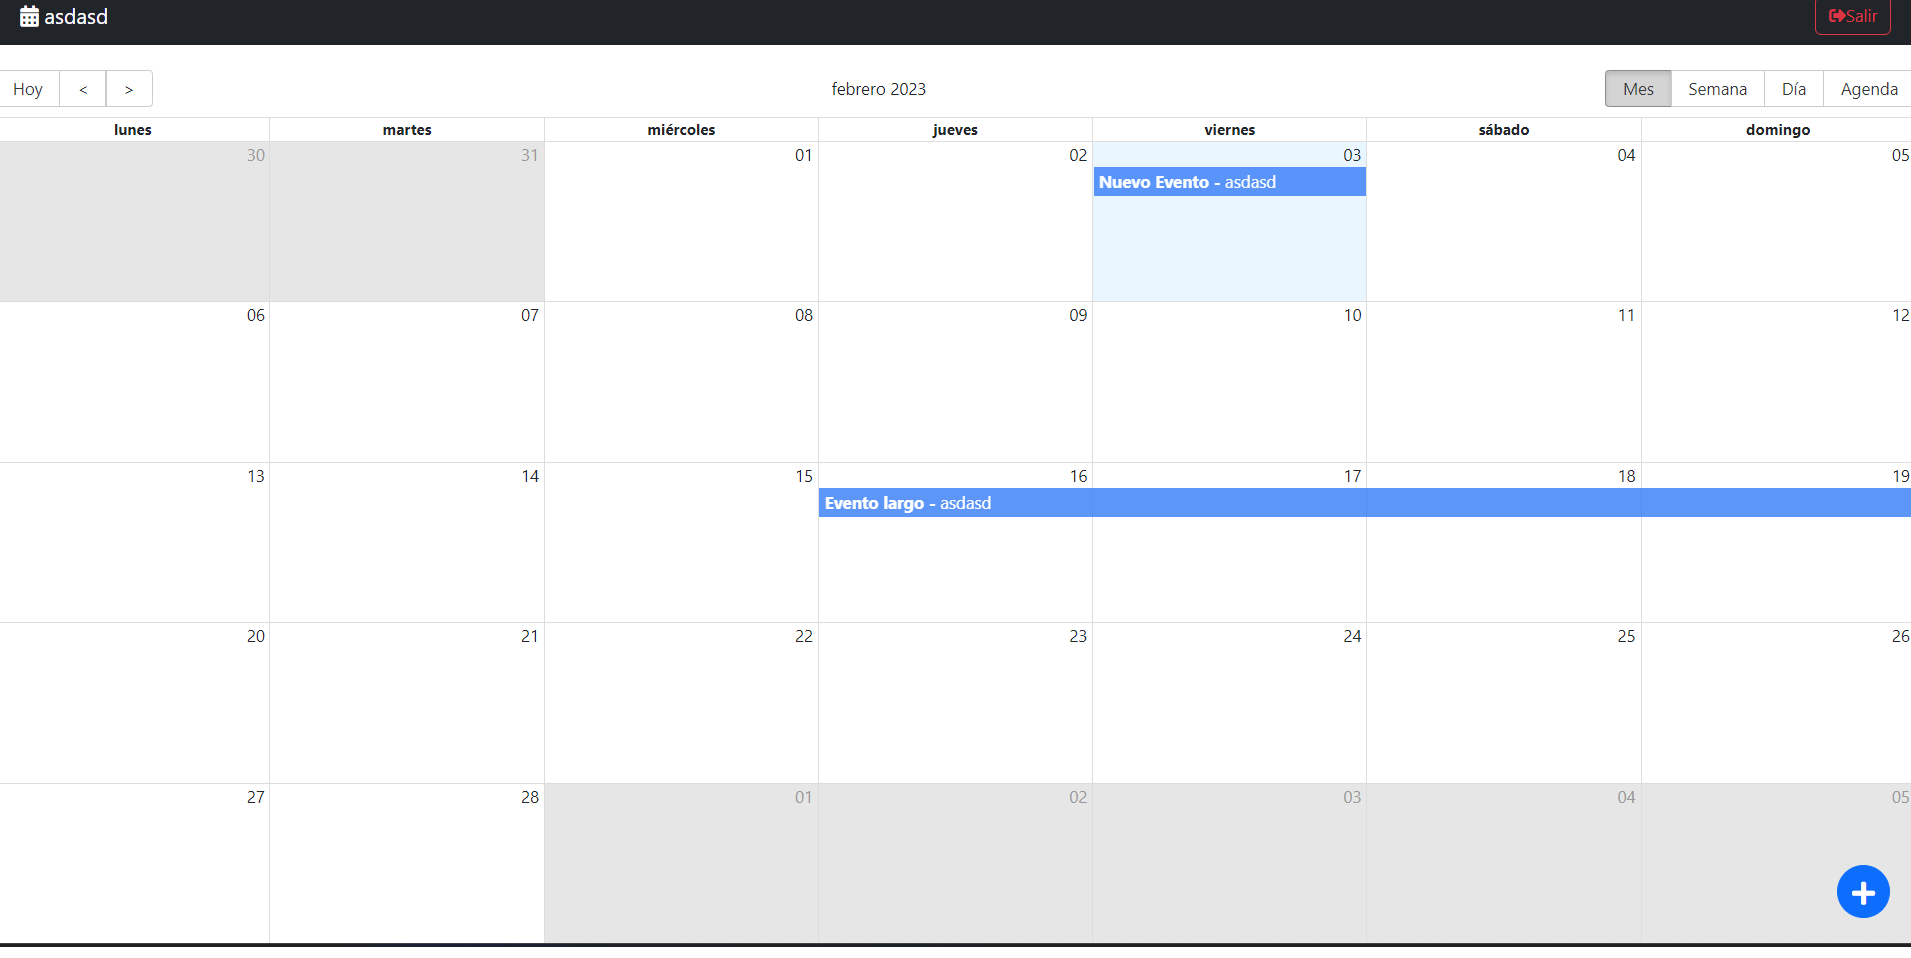 asdasd
Salir
Hoy < >
febrero 2023
Mes Semana Día Agenda
lunes martes miércoles jueves viernes sábado domingo
30 31 01 02 03 04 05
Nuevo Evento - asdasd
06 07 08 09 10 11 12
13 14 15 16 17 18 19
Evento largo - asdasd
20 21 22 23 24 25 26
27 28 01 02 03 04 05